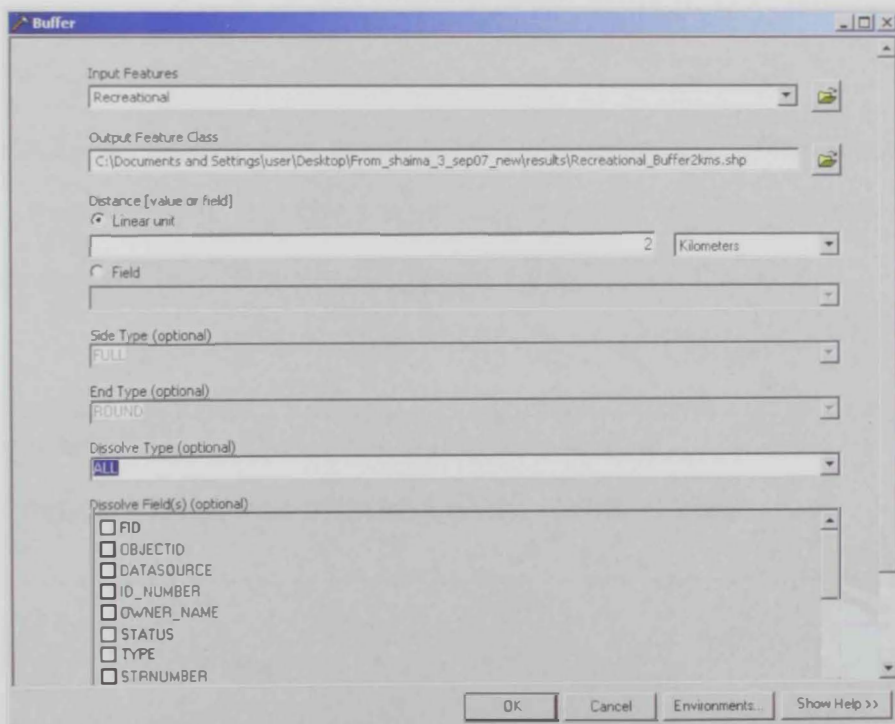 Buffer
Input Features
Recreational
Output Feature Class
C:\Documents and Settings\user\Desktop\From_shaima_3_sep07_new\results\Recreational_Buffer2kms.shp
Distance [value or field]
Linear unit
2 Kilometers
Field
Side Type (optional)
FULL
End Type (optional)
ROUND
Dissolve Type (optional)
ALL
Dissolve Field(s) (optional)
FID
OBJECTID
DATASOURCE
ID_NUMBER
OWNER_NAME
STATUS
TYPE
STRNUMBER
OK Cancel Environments... Show Help >>